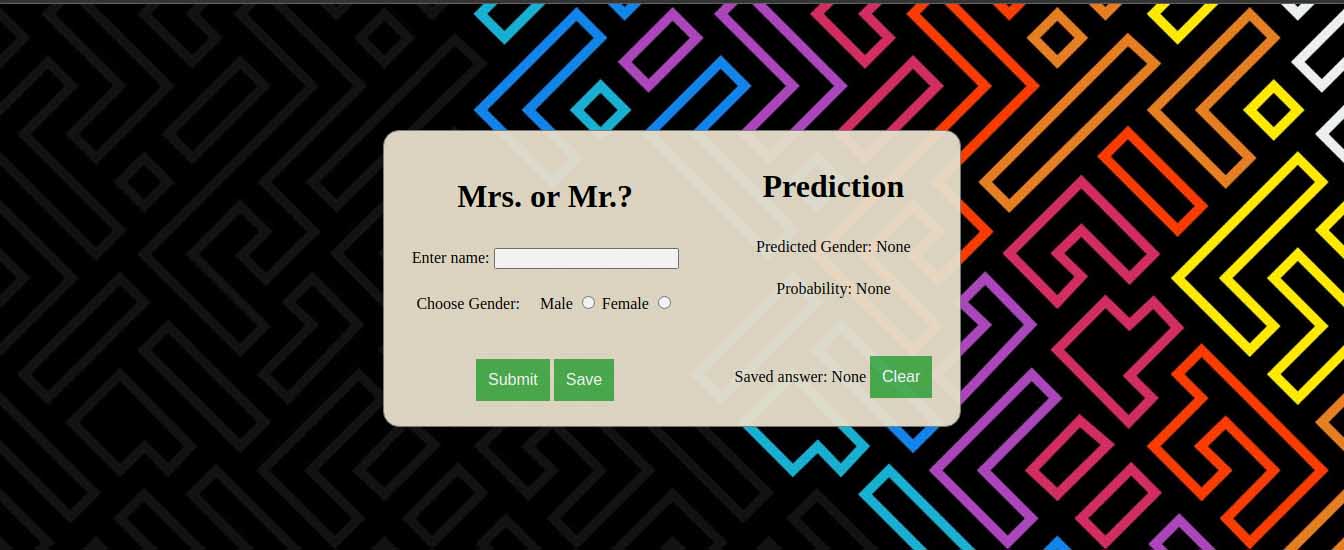 Mrs. or Mr.?
Enter name:
Choose Gender: Male Female
Submit Save
Prediction
Predicted Gender: None
Probability: None
Saved answer: None Clear